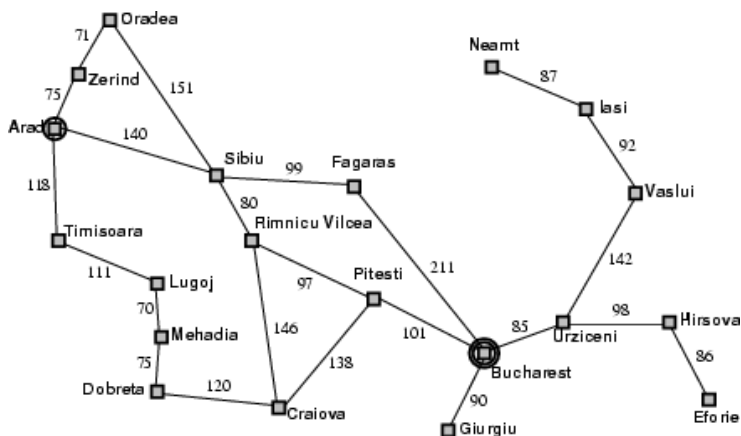 Oradea
71
Neamt
Zerind
87
75
151
Iasi
Arad
140
92
Sibiu
Fagaras
99
118
Vaslui
80
Timisoara
Rimnicu Vilcea
111
Lugoj
97
Pitesti
211
142
70
98
Hirsova
Mehadia
146
101
85
Urziceni
75
138
86
Bucharest
Dobreta
120
90
Craiova
Giurgiu
Eforie